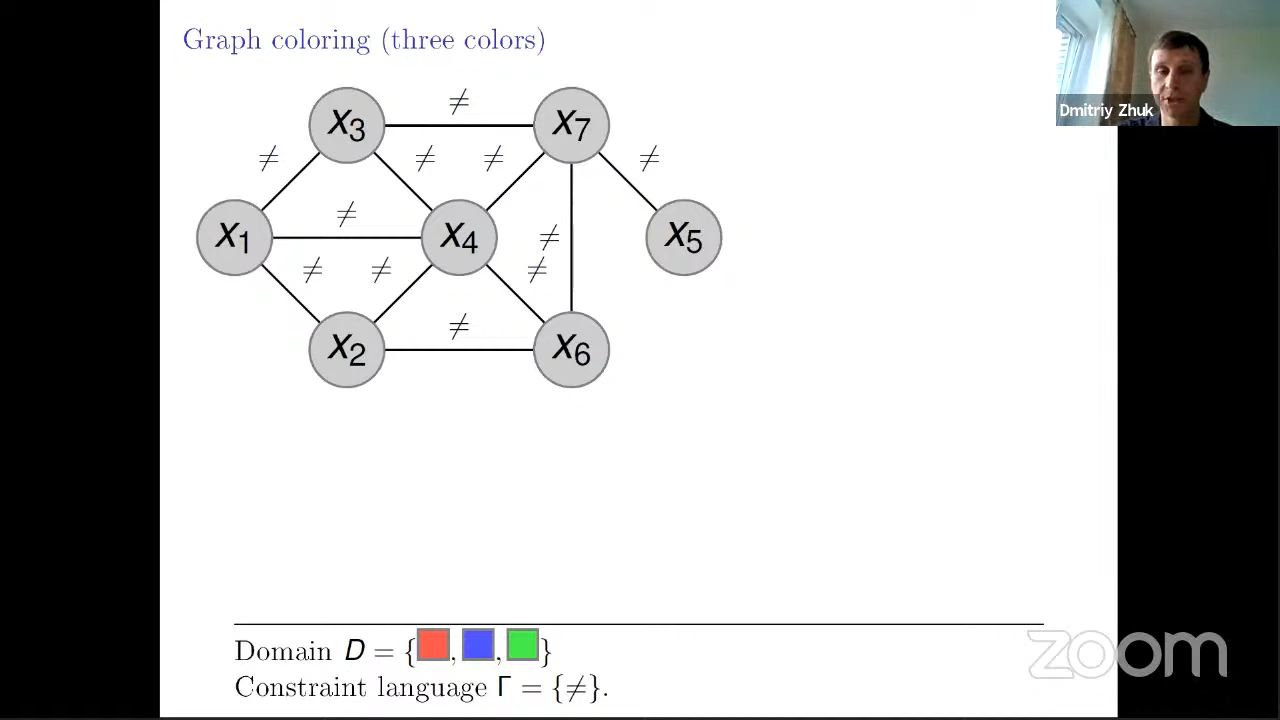 Graph coloring (three colors)
Dmitriy Zhuk
≠
x₃ x₇
≠ ≠ ≠ ≠
≠
x₁ x₄ ≠ x₅
≠ ≠ ≠
≠
x₂ x₆
Domain D = { , , }
Constraint language Γ = {≠}.
zoom